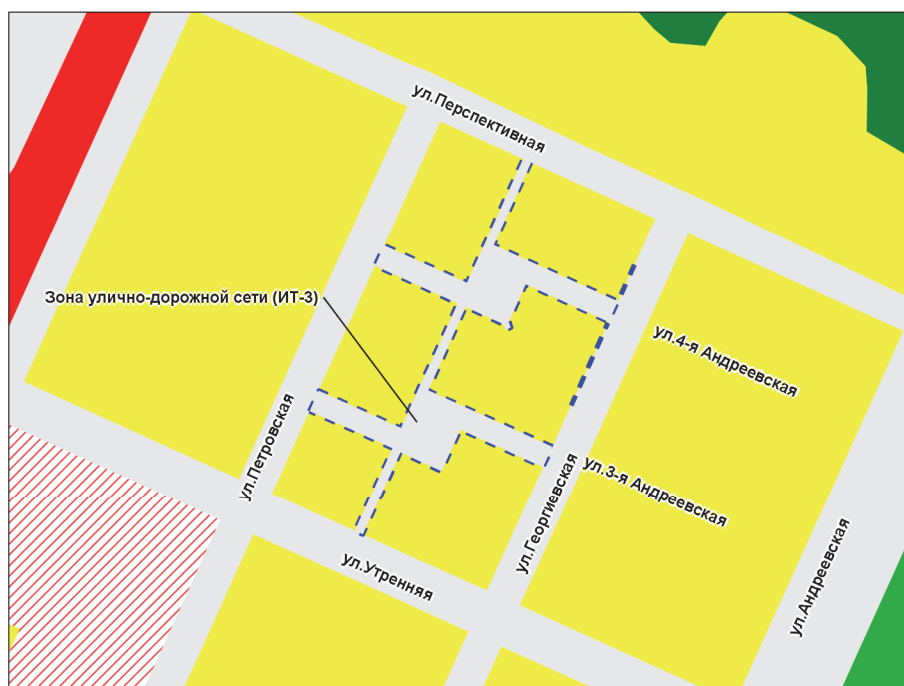 ул.Перспективная
Зона улично-дорожной сети (ИТ-3)
ул.4-я Андреевская
ул.Петровская
ул.3-я Андреевская
ул.Георгиевская
ул.Андреевская
ул.Утренняя